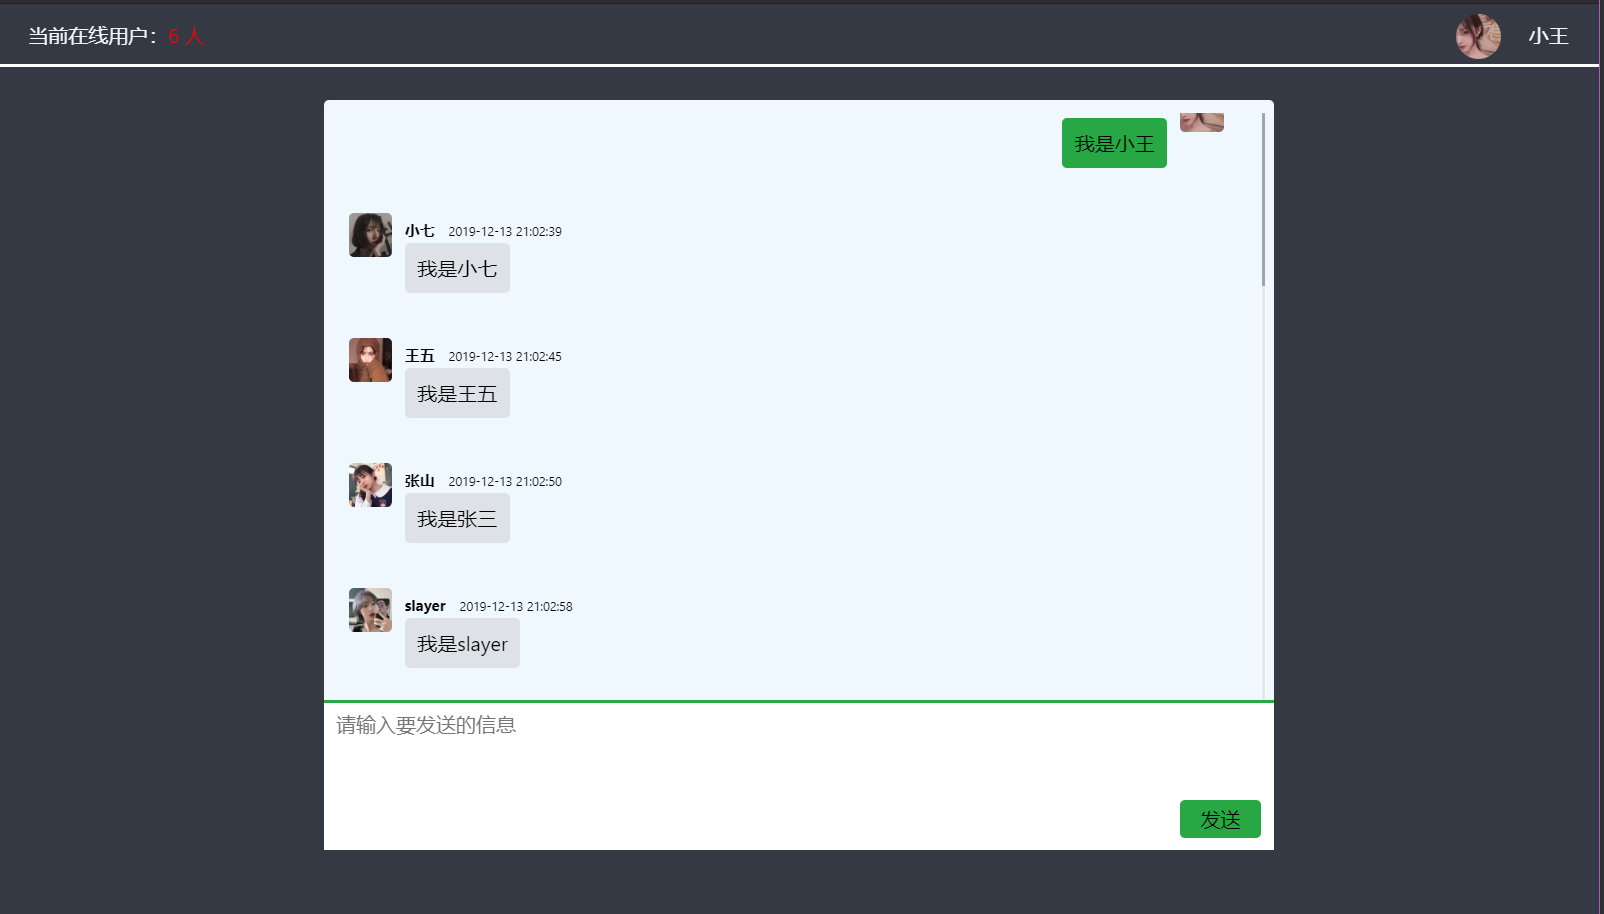 当前在线用户：6 人
小王
我是小王
小七 2019-12-13 21:02:39
我是小七
王五 2019-12-13 21:02:45
我是王五
张山 2019-12-13 21:02:50
我是张三
slayer 2019-12-13 21:02:58
我是slayer
请输入要发送的信息
发送